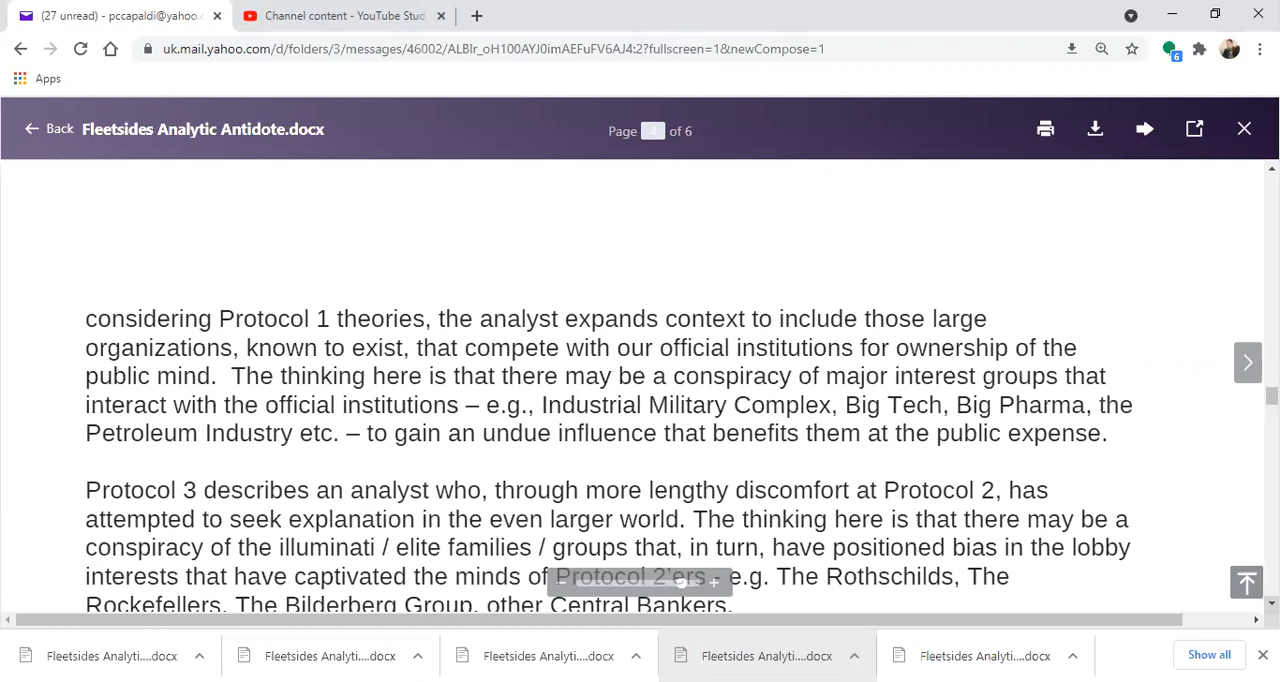 (27 unread) - pccapaldi@yahoo.c
Channel content - YouTube Stud
uk.mail.yahoo.com/d/folders/3/messages/46002/ALBlr_oH100AYJ0imAEFuFV6AJ4:2?fullscreen=1&newCompose=1
6
Apps
Back Fleetsides Analytic Antidote.docx
Page 4 of 6
considering Protocol 1 theories, the analyst expands context to include those large
organizations, known to exist, that compete with our official institutions for ownership of the
public mind. The thinking here is that there may be a conspiracy of major interest groups that
interact with the official institutions – e.g., Industrial Military Complex, Big Tech, Big Pharma, the
Petroleum Industry etc. – to gain an undue influence that benefits them at the public expense.
Protocol 3 describes an analyst who, through more lengthy discomfort at Protocol 2, has
attempted to seek explanation in the even larger world. The thinking here is that there may be a
conspiracy of the illuminati / elite families / groups that, in turn, have positioned bias in the lobby
interests that have captivated the minds of Protocol 2'ers - e.g. The Rothschilds, The
Rockefellers, The Bilderberg Group, other Central Bankers.
Fleetsides Analyti....docx
Fleetsides Analyti....docx
Fleetsides Analyti....docx
Fleetsides Analyti....docx
Fleetsides Analyti....docx
Show all